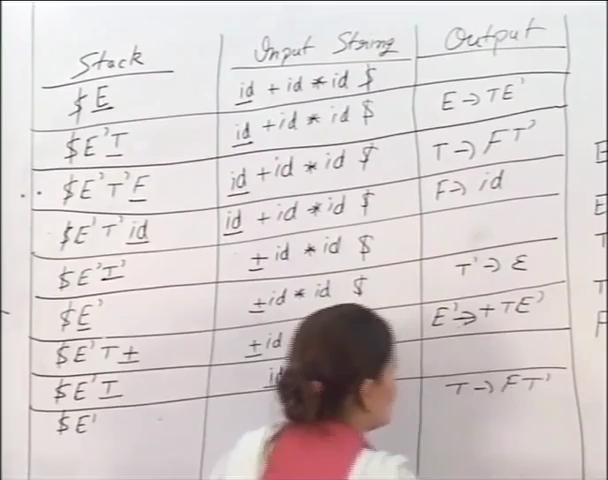 Stack Input String Output
$E id + id * id $ E → TE'
$E'T id + id * id $ T → FT'
$E'T'F id + id * id $ F → id
$E'T'id id + id * id $
$E'T' + id * id $ T' → ε
$E' + id * id $ E' → +TE'
$E'T+ + id
$E'T id T → FT'
$E'